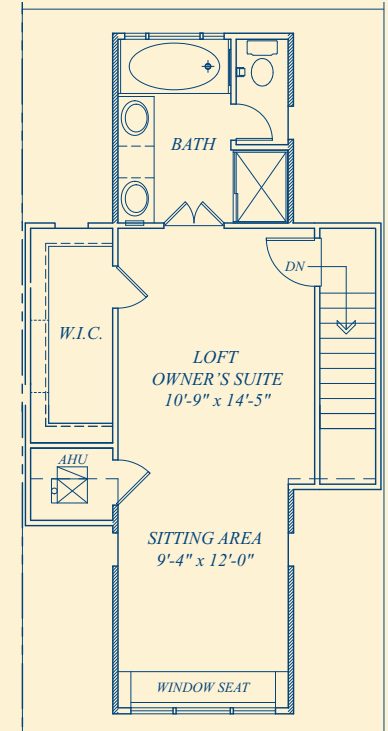 BATH
DN
W.I.C.
LOFT
OWNER'S SUITE
10'-9" x 14'-5"
AHU
SITTING AREA
9'-4" x 12'-0"
WINDOW SEAT